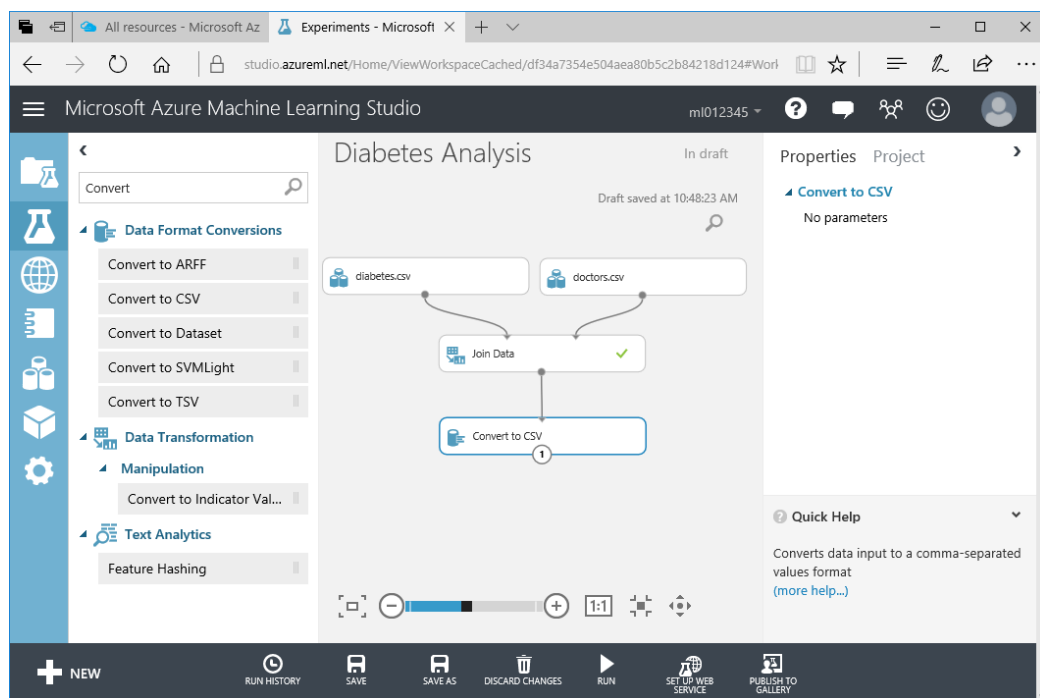 All resources - Microsoft Az
Experiments - Microsoft
studio.azureml.net/Home/ViewWorkspaceCached/df34a7354e504aea80b5c2b84218d124#Worl
Microsoft Azure Machine Learning Studio
ml012345
Convert
Data Format Conversions
Convert to ARFF
Convert to CSV
Convert to Dataset
Convert to SVMLight
Convert to TSV
Data Transformation
Manipulation
Convert to Indicator Val...
Text Analytics
Feature Hashing
Diabetes Analysis
In draft
Draft saved at 10:48:23 AM
diabetes.csv
doctors.csv
Join Data
Convert to CSV
1
1:1
Properties Project
Convert to CSV
No parameters
Quick Help
Converts data input to a comma-separated
values format
(more help...)
NEW
RUN HISTORY
SAVE
SAVE AS
DISCARD CHANGES
RUN
SET UP WEB
SERVICE
PUBLISH TO
GALLERY